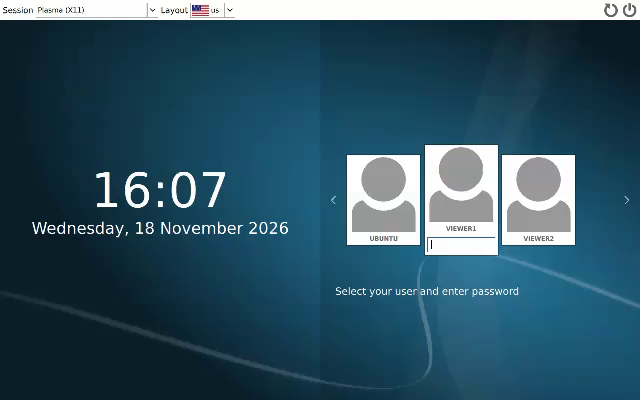 Session Plasma (X11) Layout us
16:07
Wednesday, 18 November 2026
UBUNTU
VIEWER1
VIEWER2
Select your user and enter password